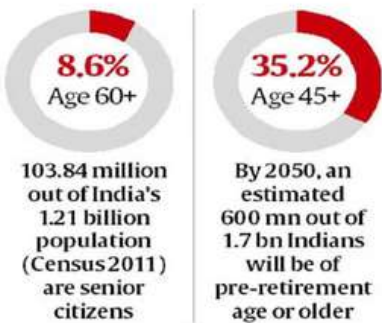 8.6%
Age 60+
103.84 million
out of India's
1.21 billion
population
(Census 2011)
are senior
citizens
35.2%
Age 45+
By 2050, an
estimated
600 mn out of
1.7 bn Indians
will be of
pre-retirement
age or older